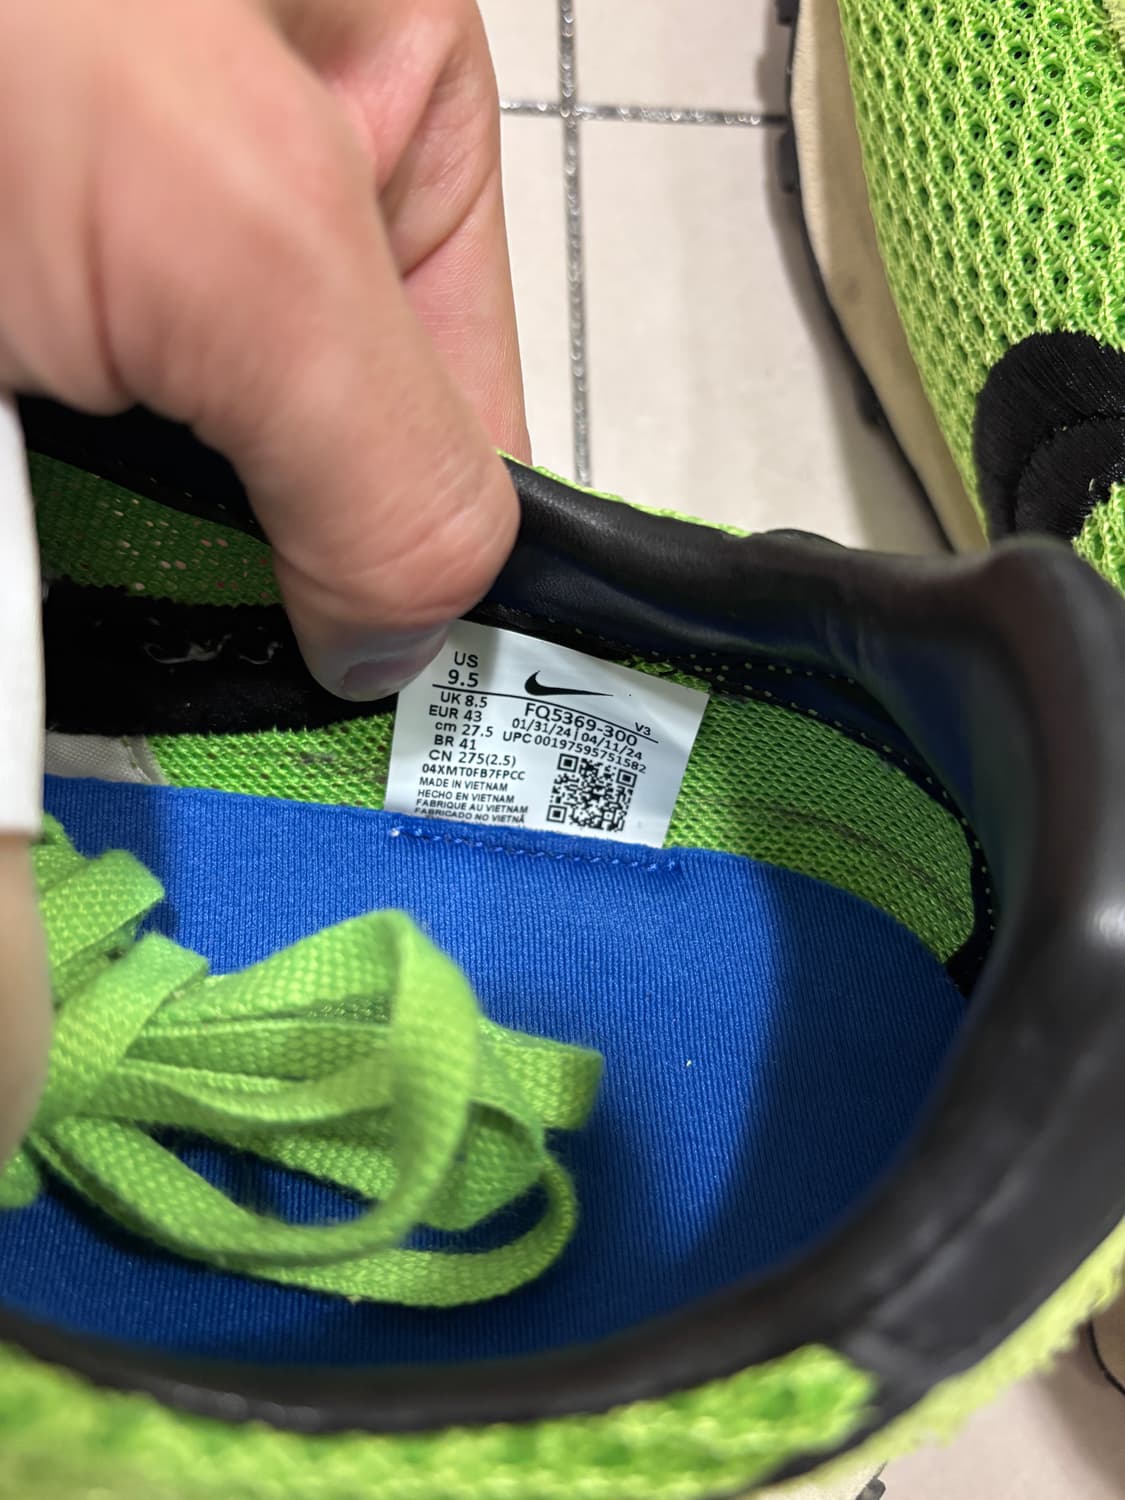 US
9.5
UK 8.5
EUR 43
cm 27.5
BR 41
CN 275(2.5)
04XMT0FB7FPCC
MADE IN VIETNAM
HECHO EN VIETNAM
FABRIQUE AU VIETNAM
FABRICADO NO VIETNÃ
FQ5369-300 V3
01/31/24 | 04/11/24
UPC 00197595751582